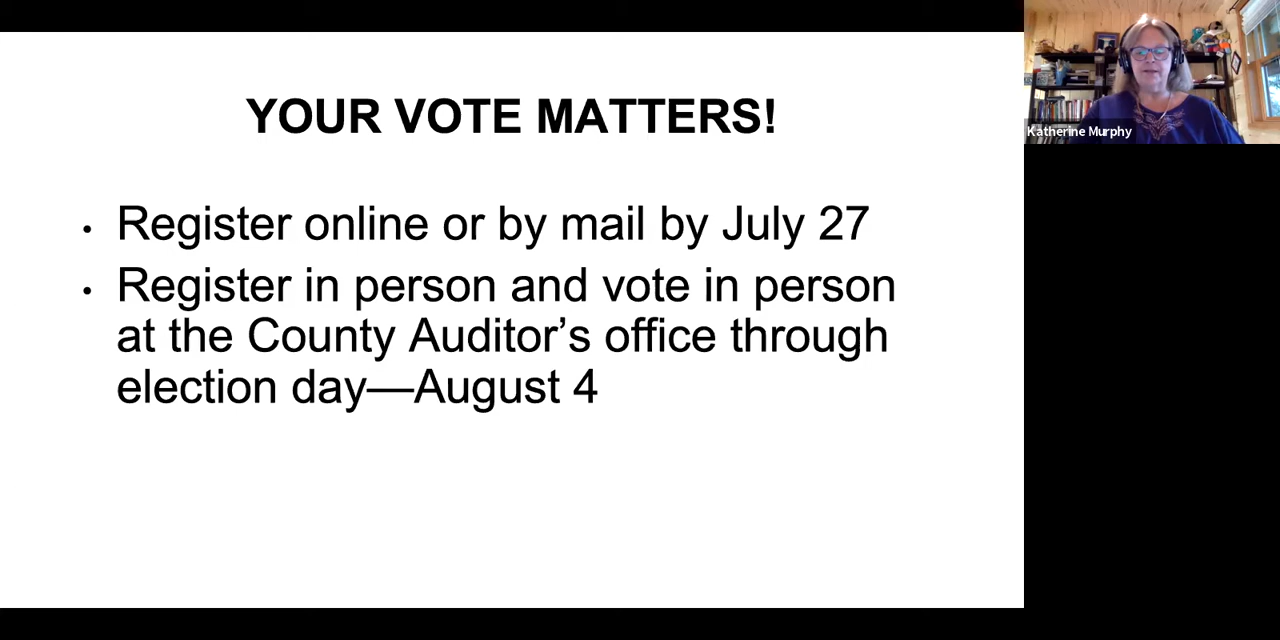 YOUR VOTE MATTERS!
• Register online or by mail by July 27
• Register in person and vote in person
at the County Auditor’s office through
election day—August 4
Katherine Murphy